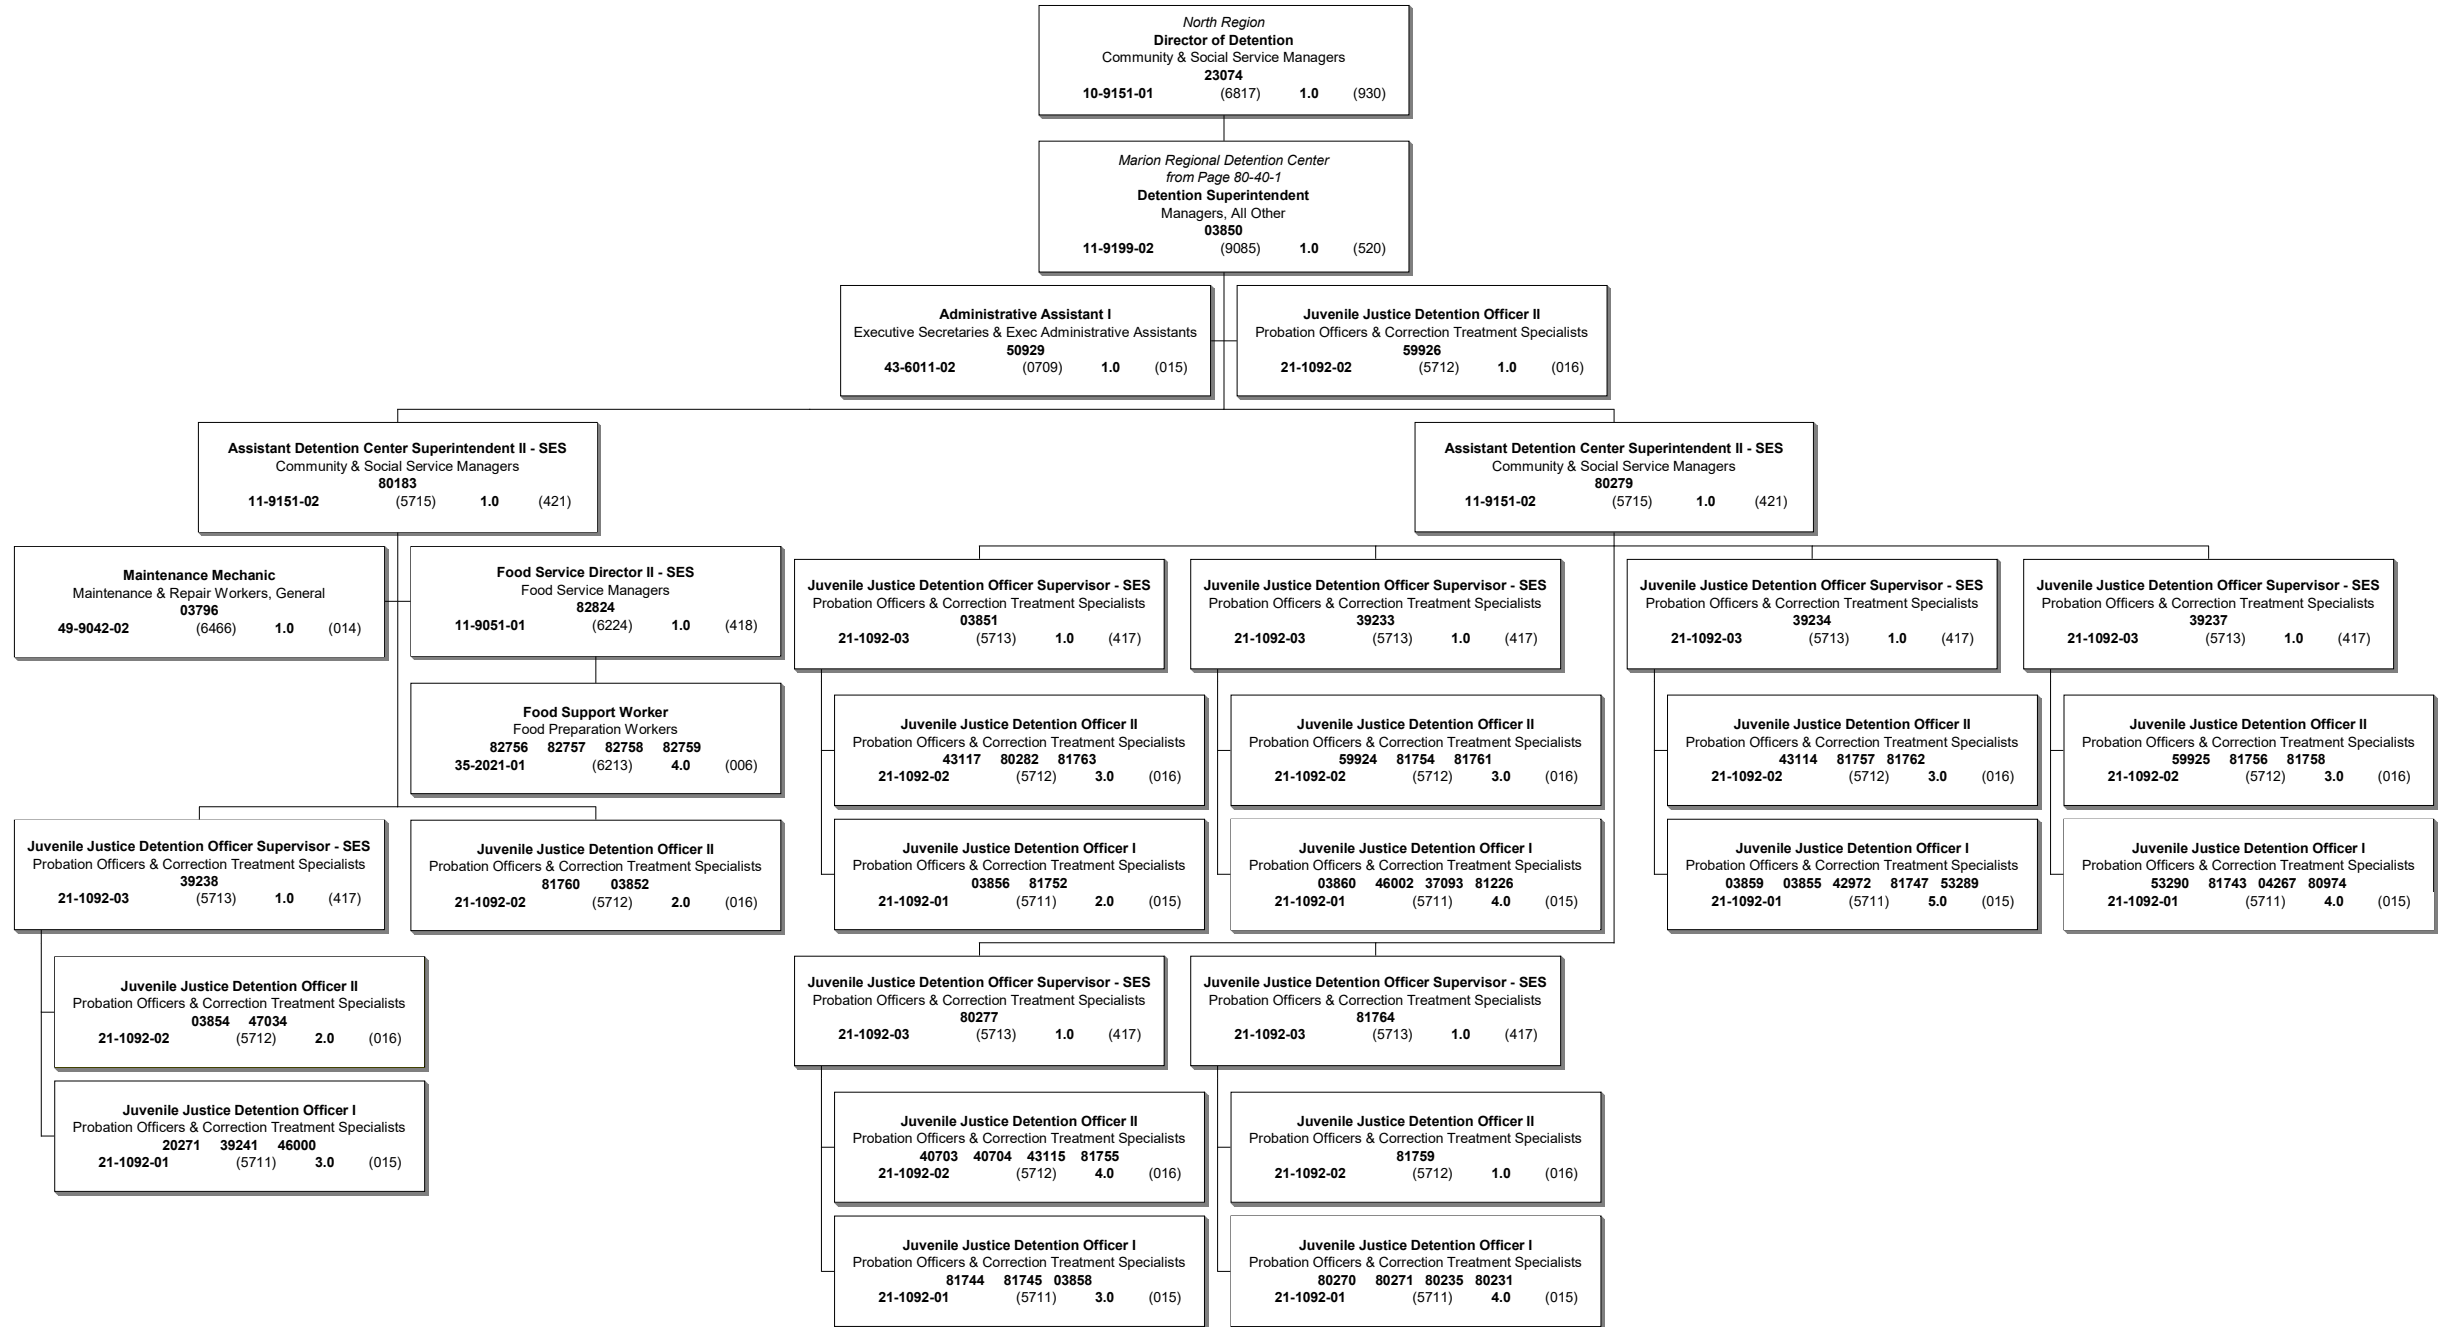 North Region
Director of Detention
Community & Social Service Managers
23074
10-9151-01 (6817) 1.0 (930)
Marion Regional Detention Center
from Page 80-40-1
Detention Superintendent
Managers, All Other
03850
11-9199-02 (9085) 1.0 (520)
Administrative Assistant I
Executive Secretaries & Exec Administrative Assistants
50929
43-6011-02 (0709) 1.0 (015)
Juvenile Justice Detention Officer II
Probation Officers & Correction Treatment Specialists
59926
21-1092-02 (5712) 1.0 (016)
Assistant Detention Center Superintendent II - SES
Community & Social Service Managers
80183
11-9151-02 (5715) 1.0 (421)
Assistant Detention Center Superintendent II - SES
Community & Social Service Managers
80279
11-9151-02 (5715) 1.0 (421)
Maintenance Mechanic
Maintenance & Repair Workers, General
03796
49-9042-02 (6466) 1.0 (014)
Food Service Director II - SES
Food Service Managers
82824
11-9051-01 (6224) 1.0 (418)
Food Support Worker
Food Preparation Workers
82756 82757 82758 82759
35-2021-01 (6213) 4.0 (006)
Juvenile Justice Detention Officer Supervisor - SES
Probation Officers & Correction Treatment Specialists
39238
21-1092-03 (5713) 1.0 (417)
Juvenile Justice Detention Officer II
Probation Officers & Correction Treatment Specialists
81760 03852
21-1092-02 (5712) 2.0 (016)
Juvenile Justice Detention Officer II
Probation Officers & Correction Treatment Specialists
03854 47034
21-1092-02 (5712) 2.0 (016)
Juvenile Justice Detention Officer I
Probation Officers & Correction Treatment Specialists
20271 39241 46000
21-1092-01 (5711) 3.0 (015)
Juvenile Justice Detention Officer Supervisor - SES
Probation Officers & Correction Treatment Specialists
03851
21-1092-03 (5713) 1.0 (417)
Juvenile Justice Detention Officer II
Probation Officers & Correction Treatment Specialists
43117 80282 81763
21-1092-02 (5712) 3.0 (016)
Juvenile Justice Detention Officer I
Probation Officers & Correction Treatment Specialists
03856 81752
21-1092-01 (5711) 2.0 (015)
Juvenile Justice Detention Officer Supervisor - SES
Probation Officers & Correction Treatment Specialists
39233
21-1092-03 (5713) 1.0 (417)
Juvenile Justice Detention Officer II
Probation Officers & Correction Treatment Specialists
59924 81754 81761
21-1092-02 (5712) 3.0 (016)
Juvenile Justice Detention Officer I
Probation Officers & Correction Treatment Specialists
03860 46002 37093 81226
21-1092-01 (5711) 4.0 (015)
Juvenile Justice Detention Officer Supervisor - SES
Probation Officers & Correction Treatment Specialists
39234
21-1092-03 (5713) 1.0 (417)
Juvenile Justice Detention Officer II
Probation Officers & Correction Treatment Specialists
43114 81757 81762
21-1092-02 (5712) 3.0 (016)
Juvenile Justice Detention Officer I
Probation Officers & Correction Treatment Specialists
03859 03855 42972 81747 53289
21-1092-01 (5711) 5.0 (015)
Juvenile Justice Detention Officer Supervisor - SES
Probation Officers & Correction Treatment Specialists
39237
21-1092-03 (5713) 1.0 (417)
Juvenile Justice Detention Officer II
Probation Officers & Correction Treatment Specialists
59925 81756 81758
21-1092-02 (5712) 3.0 (016)
Juvenile Justice Detention Officer I
Probation Officers & Correction Treatment Specialists
53290 81743 04267 80974
21-1092-01 (5711) 4.0 (015)
Juvenile Justice Detention Officer Supervisor - SES
Probation Officers & Correction Treatment Specialists
80277
21-1092-03 (5713) 1.0 (417)
Juvenile Justice Detention Officer II
Probation Officers & Correction Treatment Specialists
40703 40704 43115 81755
21-1092-02 (5712) 4.0 (016)
Juvenile Justice Detention Officer I
Probation Officers & Correction Treatment Specialists
81744 81745 03858
21-1092-01 (5711) 3.0 (015)
Juvenile Justice Detention Officer Supervisor - SES
Probation Officers & Correction Treatment Specialists
81764
21-1092-03 (5713) 1.0 (417)
Juvenile Justice Detention Officer II
Probation Officers & Correction Treatment Specialists
81759
21-1092-02 (5712) 1.0 (016)
Juvenile Justice Detention Officer I
Probation Officers & Correction Treatment Specialists
80270 80271 80235 80231
21-1092-01 (5711) 4.0 (015)